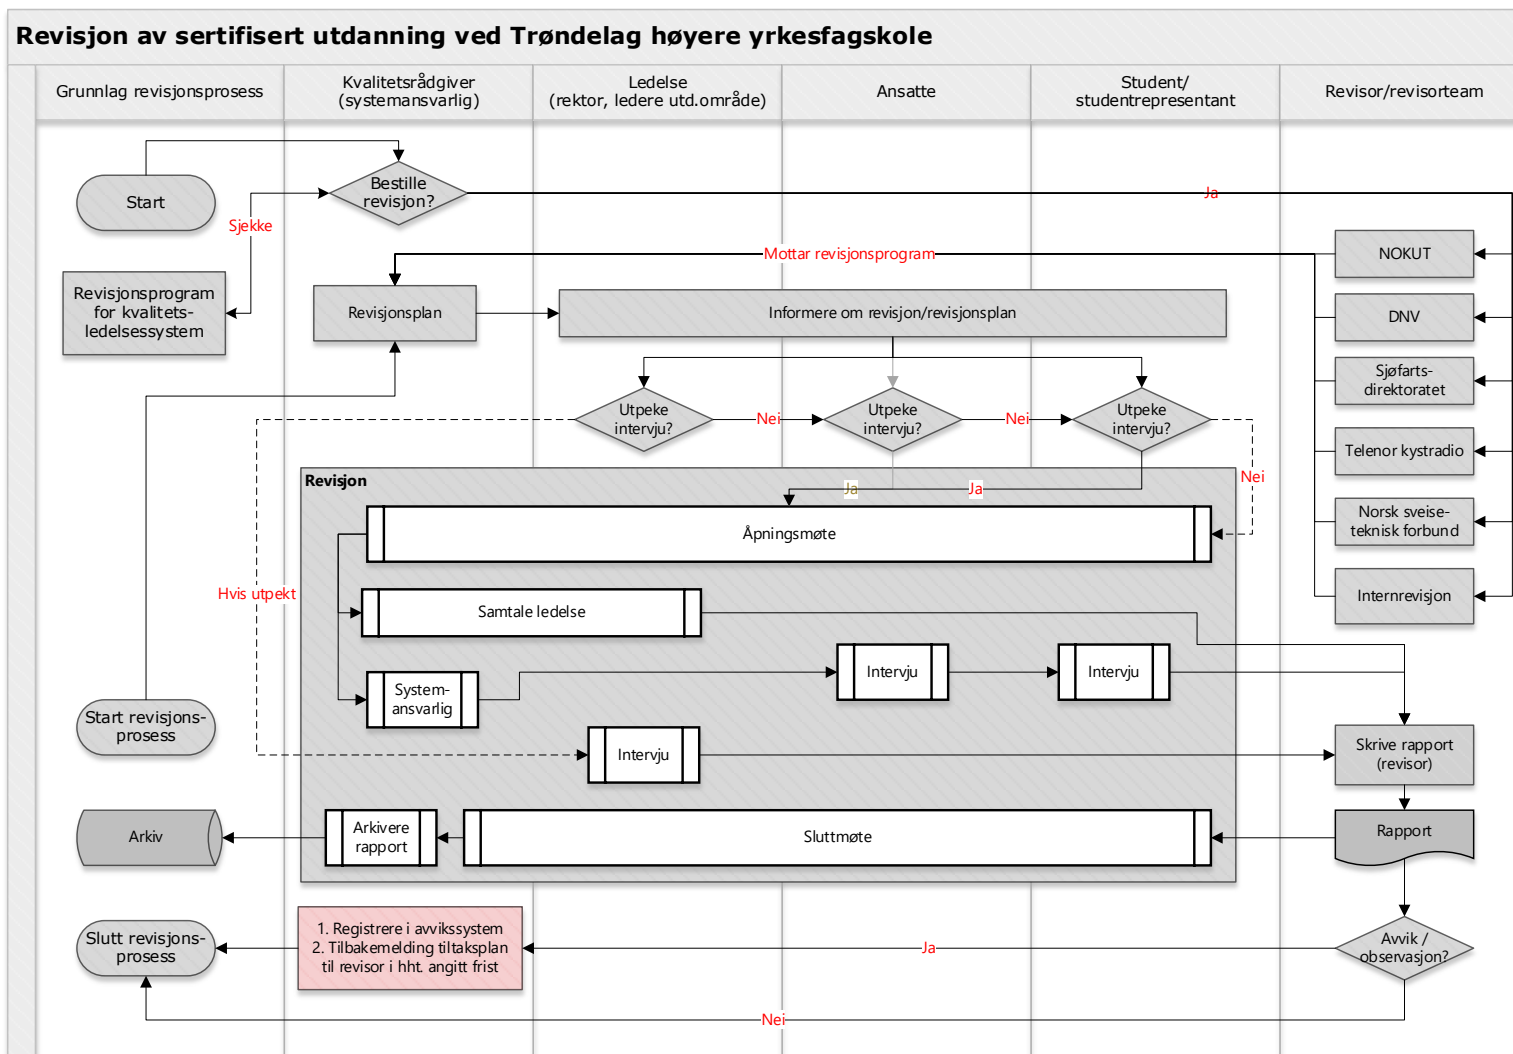 Revisjon av sertifisert utdanning ved Trøndelag høyere yrkesfagskole
Grunnlag revisjonsprosess
Kvalitetsrådgiver
(systemansvarlig)
Ledelse
(rektor, ledere utd.område)
Ansatte
Student/
studentrepresentant
Revisor/revisorteam
Start
Bestille
revisjon?
Ja
Sjekke
Mottar revisjonsprogram
NOKUT
Revisjonsprogram
for kvalitets-
ledelsessystem
Revisjonsplan
Informere om revisjon/revisjonsplan
DNV
Sjøfarts-
direktoratet
Utpeke
intervju?
Nei
Utpeke
intervju?
Nei
Utpeke
intervju?
Telenor kystradio
Revisjon
Ja
Ja
Nei
Norsk sveise-
teknisk forbund
Åpningsmøte
Hvis utpekt
Samtale ledelse
Internrevisjon
Intervju
Intervju
System-
ansvarlig
Start revisjons-
prosess
Intervju
Skrive rapport
(revisor)
Arkiv
Arkivere
rapport
Sluttmøte
Rapport
Slutt revisjons-
prosess
1. Registrere i avvikssystem
2. Tilbakemelding tiltaksplan
til revisor i hht. angitt frist
Ja
Avvik /
observasjon?
Nei